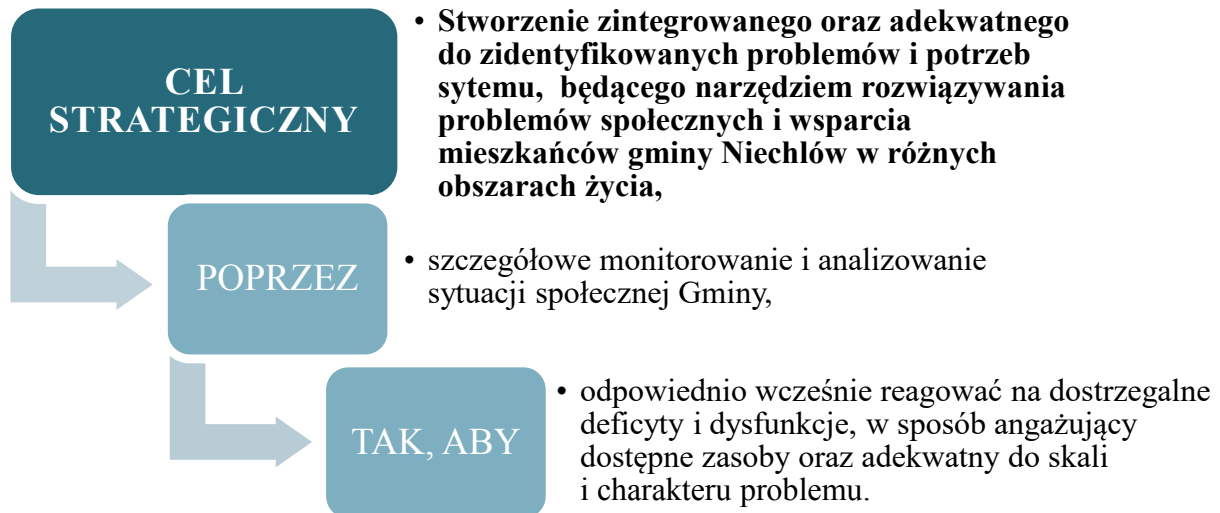 CEL
STRATEGICZNY
• Stworzenie zintegrowanego oraz adekwatnego
do zidentyfikowanych problemów i potrzeb
sytemu, będącego narzędziem rozwiązywania
problemów społecznych i wsparcia
mieszkańców gminy Niechlów w różnych
obszarach życia,
POPRZEZ
• szczegółowe monitorowanie i analizowanie
sytuacji społecznej Gminy,
TAK, ABY
• odpowiednio wcześnie reagować na dostrzegalne
deficyty i dysfunkcje, w sposób angażujący
dostępne zasoby oraz adekwatny do skali
i charakteru problemu.